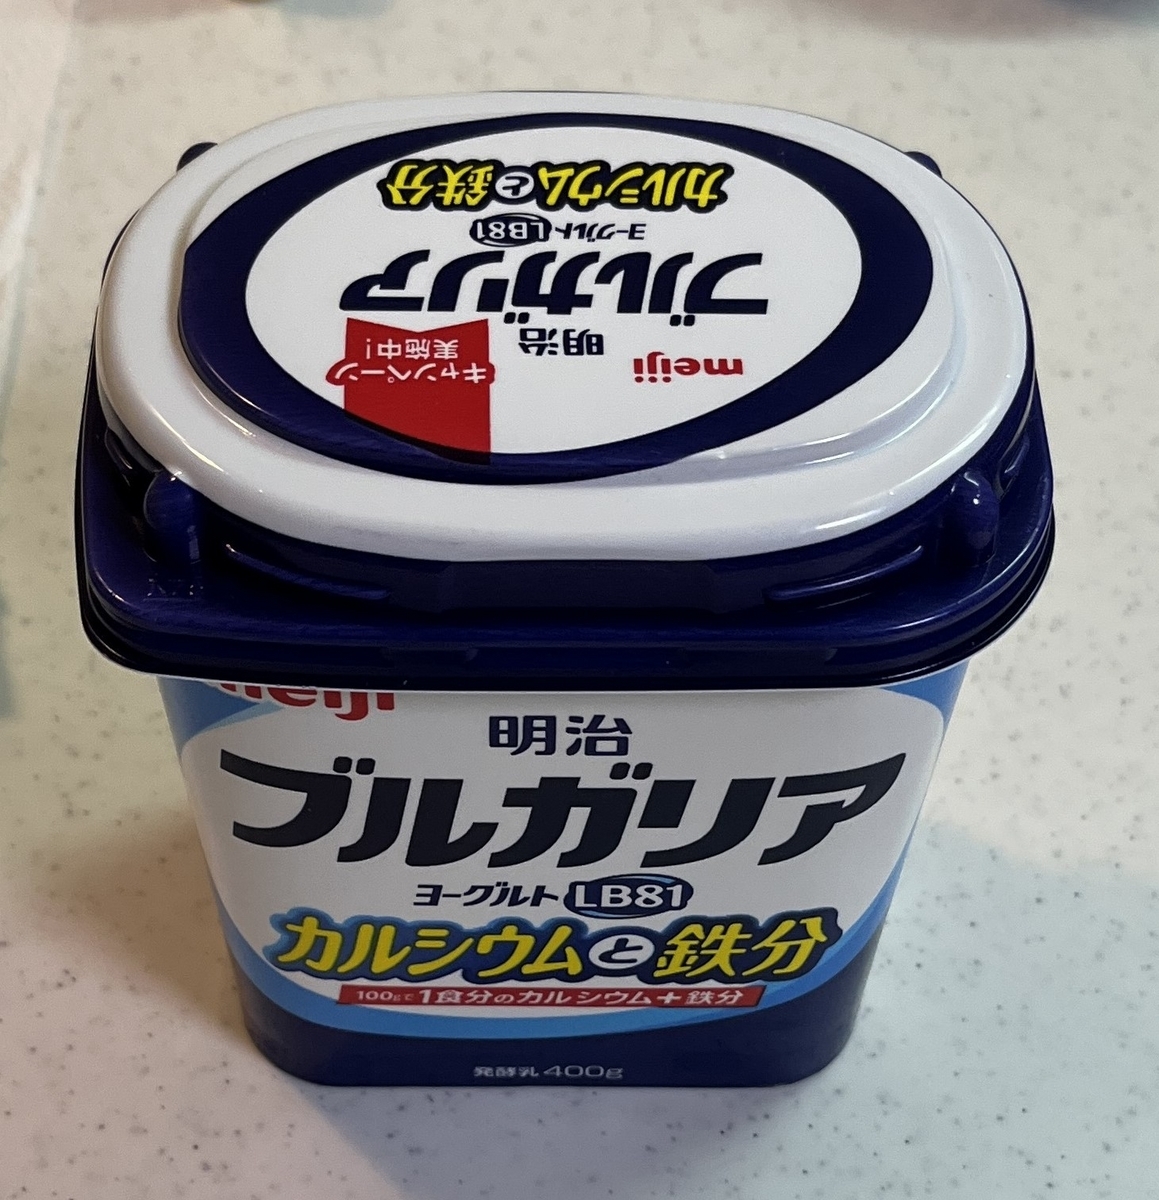 meiji
明治
ブルガリア
ヨーグルト LB81
カルシウムと鉄分
キャンペーン
実施中!
meiji
明治
ブルガリア
ヨーグルト LB81
カルシウムと鉄分
100gで1食分のカルシウム+鉄分
発酵乳 400g